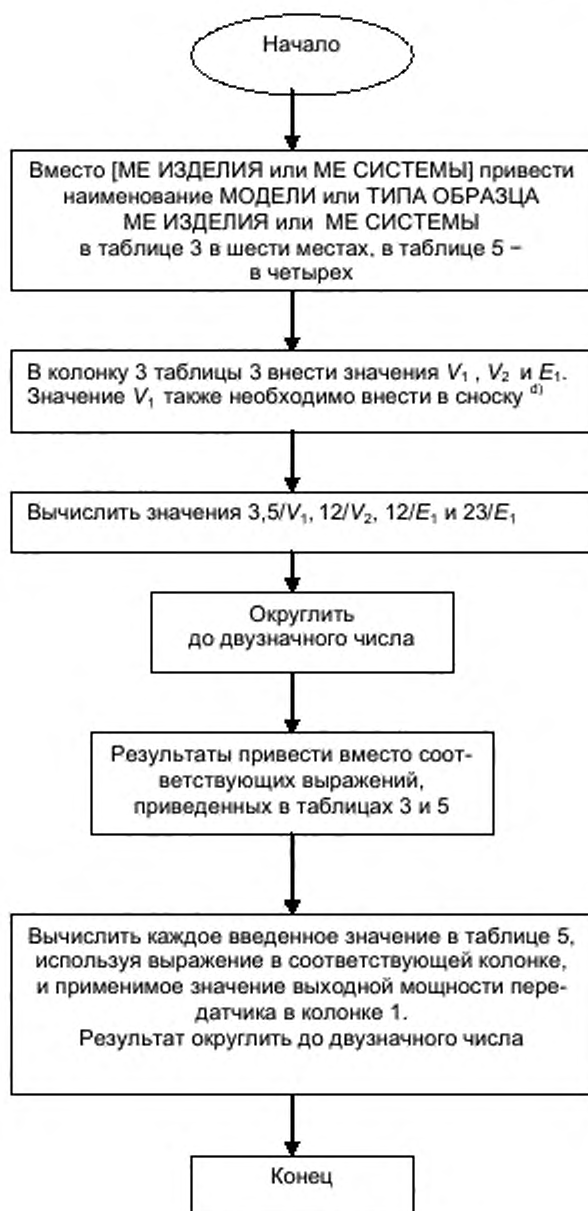 Начало
Вместо [МЕ ИЗДЕЛИЯ или МЕ СИСТЕМЫ] привести
наименование МОДЕЛИ или ТИПА ОБРАЗЦА
МЕ ИЗДЕЛИЯ или МЕ СИСТЕМЫ
в таблице 3 в шести местах, в таблице 5 –
в четырех
В колонку 3 таблицы 3 внести значения V₁ , V₂ и E₁.
Значение V₁ также необходимо внести в сноску ᵈ⁾
Вычислить значения 3,5/V₁, 12/V₂, 12/E₁ и 23/E₁
Округлить
до двузначного числа
Результаты привести вместо соот-
ветствующих выражений,
приведенных в таблицах 3 и 5
Вычислить каждое введенное значение в таблице 5,
используя выражение в соответствующей колонке,
и применимое значение выходной мощности пере-
датчика в колонке 1.
Результат округлить до двузначного числа
Конец